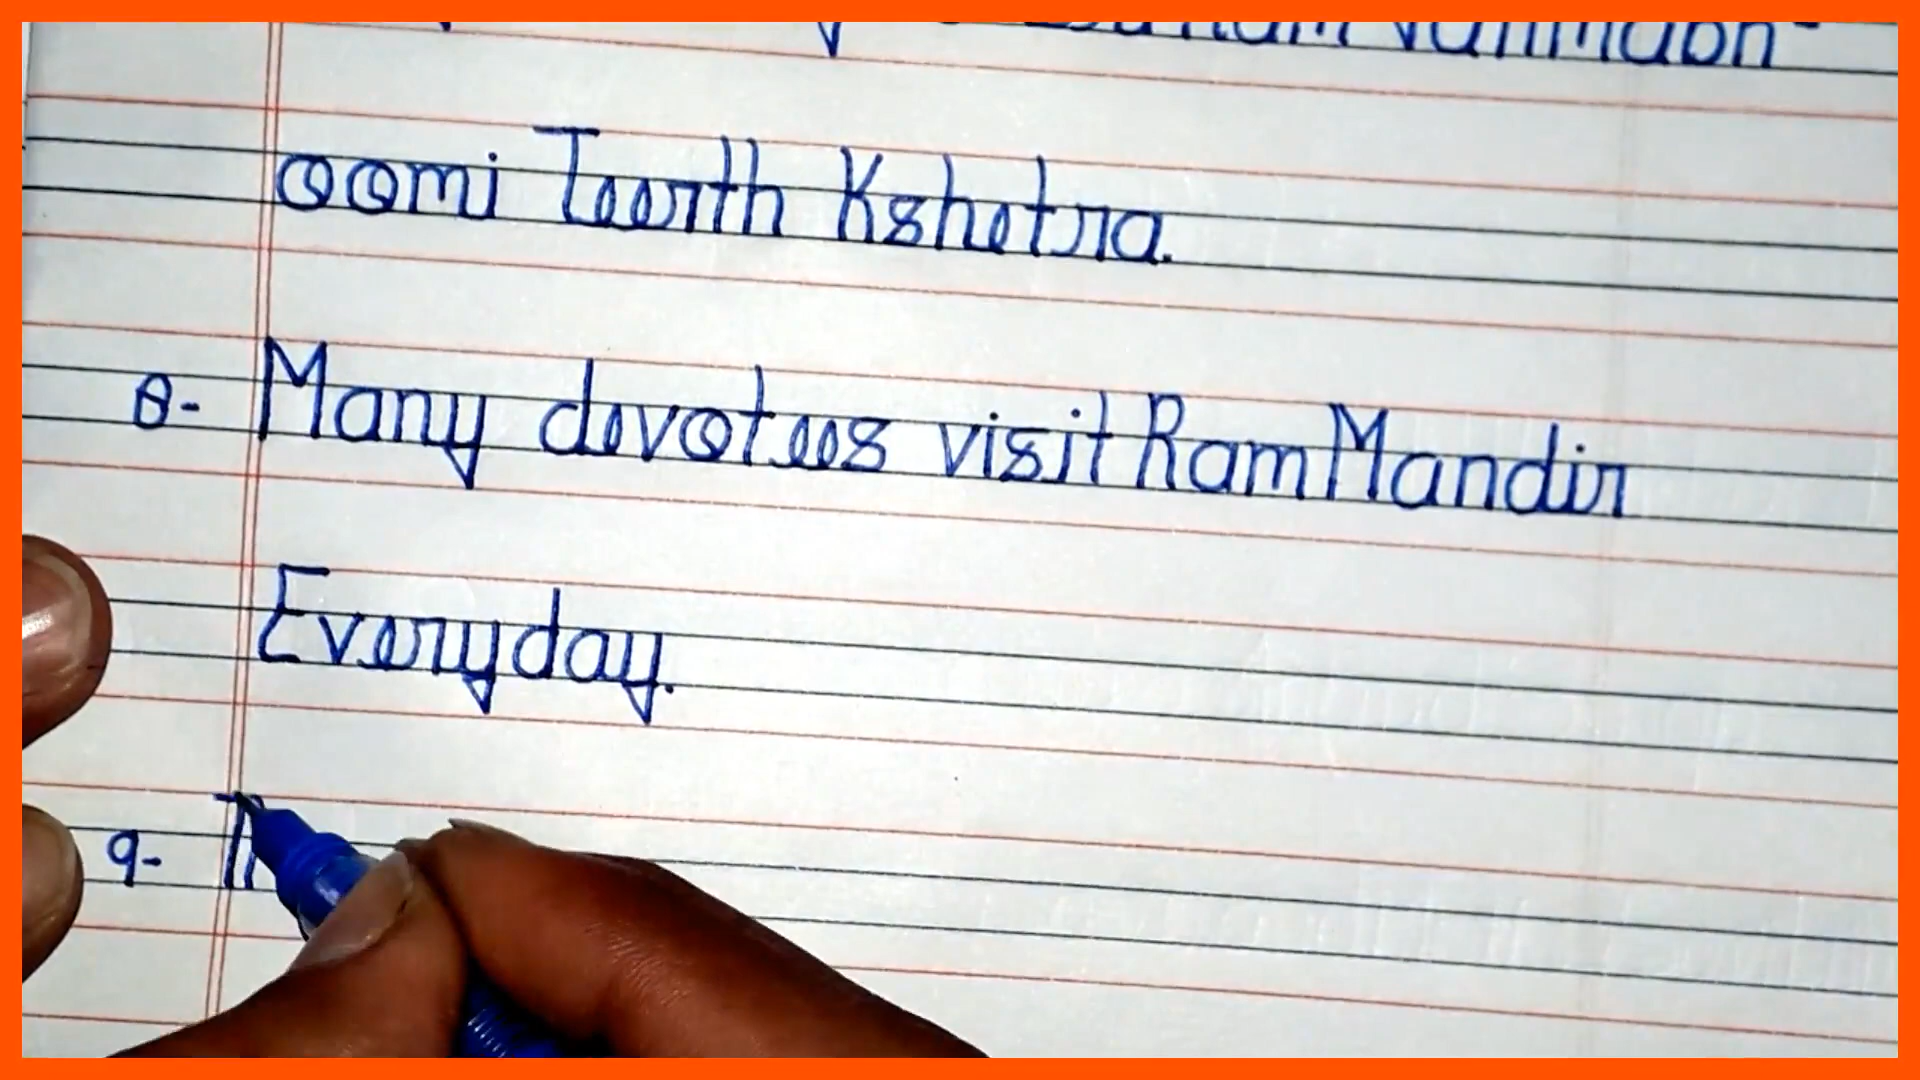 oomi Teerth Kshetra.
8- Many devotees visit Ram Mandir
Everyday.
9-